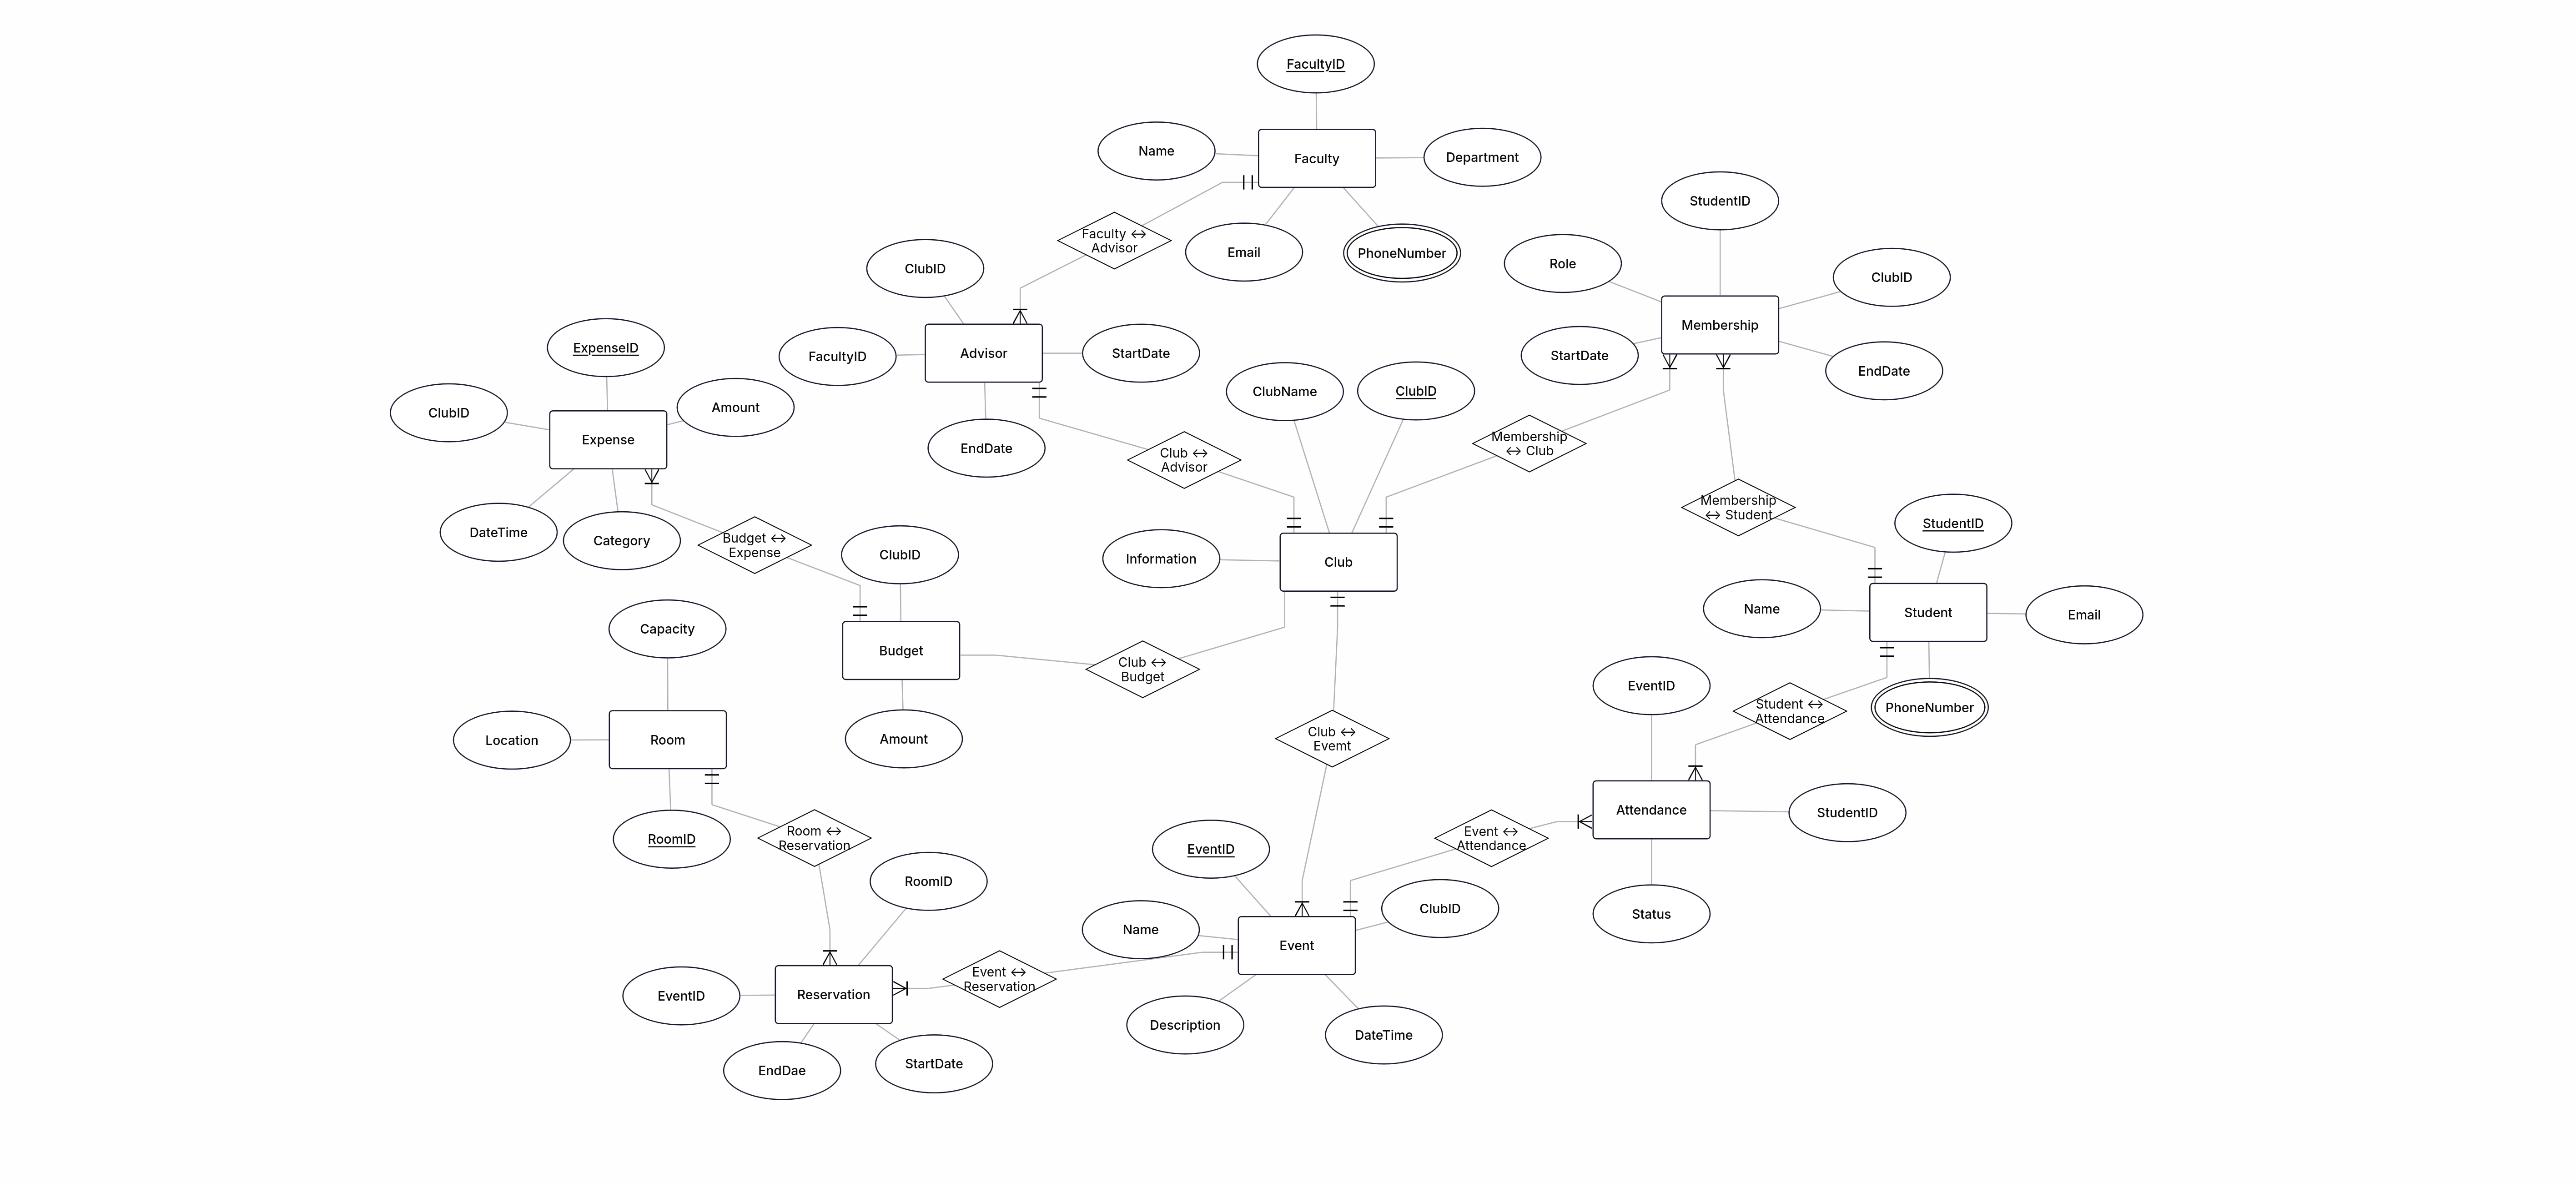 FacultyID
Name
Faculty
Department
Email
PhoneNumber
Faculty ↔
Advisor
ClubID
FacultyID
Advisor
StartDate
EndDate
StudentID
Role
ClubID
Membership
StartDate
EndDate
ExpenseID
ClubID
Amount
Expense
DateTime
Category
Budget ↔
Expense
ClubName
ClubID
Club ↔
Advisor
Membership
↔ Club
Membership
↔ Student
Information
Club
ClubID
Budget
Amount
Club ↔
Budget
StudentID
Name
Student
Email
PhoneNumber
Student ↔
Attendance
Capacity
Location
Room
RoomID
Room ↔
Reservation
Club ↔
Evemt
EventID
Attendance
StudentID
Status
Event ↔
Attendance
EventID
Name
ClubID
Event
Description
DateTime
RoomID
EventID
Reservation
Event ↔
Reservation
EndDae
StartDate